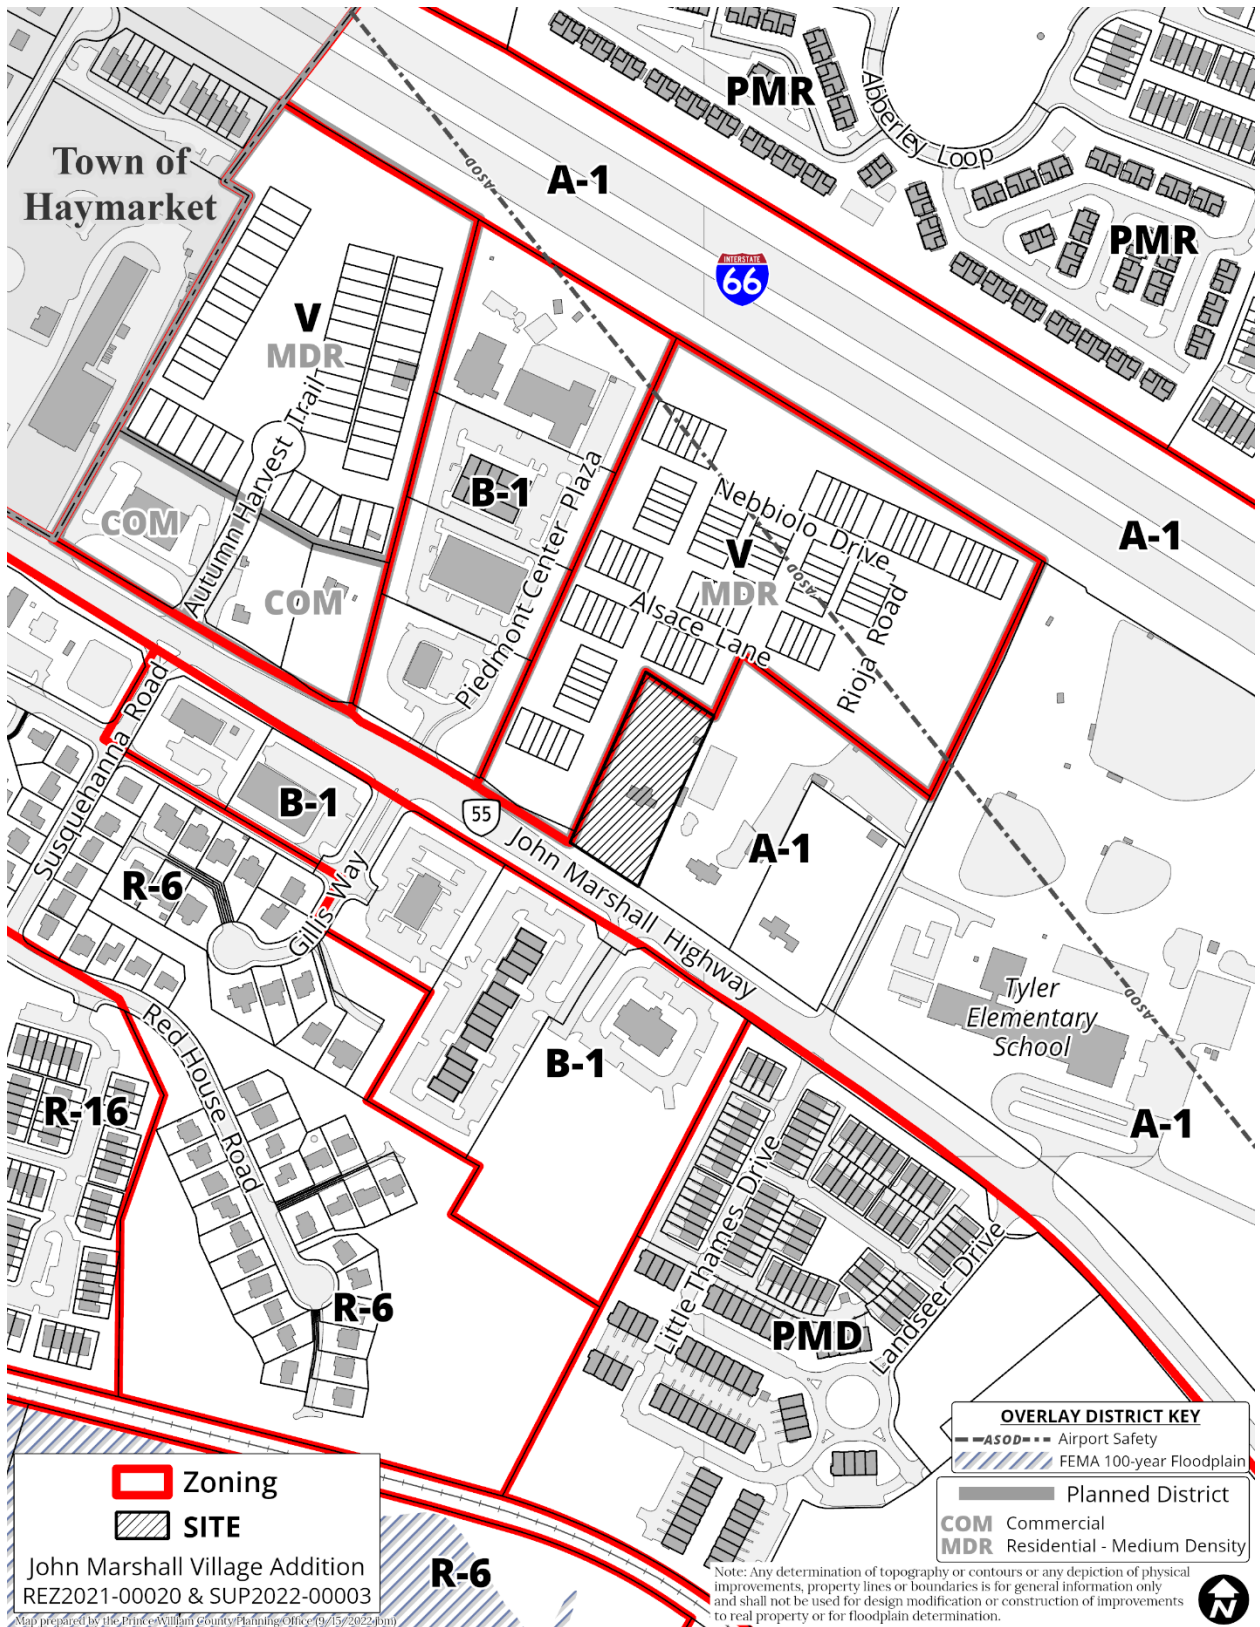 PMR
Abberley Loop
Town of
Haymarket
ASOD
A-1
PMR
INTERSTATE
66
V
MDR
Autumn Harvest Trail
B-1
Piedmont Center Plaza
Nebbiolo Drive
V
MDR
ASOD
A-1
COM
COM
Alsace Lane
Rioja Road
Susquehanna Road
B-1
55
John Marshall Highway
A-1
R-6
Gillis Way
Tyler
Elementary
School
ASOD
Red House Road
B-1
R-16
A-1
Little Thames Drive
Landseer Drive
R-6
PMD
OVERLAY DISTRICT KEY
ASOD Airport Safety
FEMA 100-year Floodplain
Planned District
COM Commercial
MDR Residential - Medium Density
Zoning
SITE
John Marshall Village Addition
REZ2021-00020 & SUP2022-00003
R-6
Note: Any determination of topography or contours or any depiction of physical
improvements, property lines or boundaries is for general information only
and shall not be used for design modification or construction of improvements
to real property or for floodplain determination.
N
Map prepared by the Prince William County Planning Office (9/15/2022 jbm)